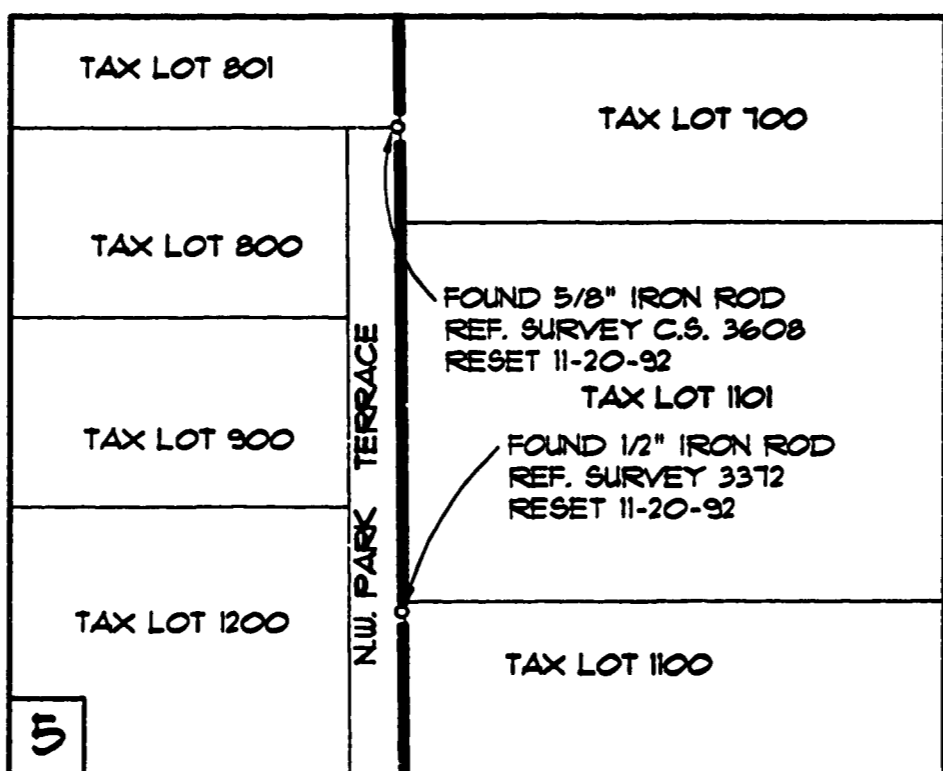 TAX LOT 801
TAX LOT 700
TAX LOT 800
FOUND 5/8" IRON ROD
REF. SURVEY C.S. 3608
RESET 11-20-92
TAX LOT 1101
TAX LOT 900
N.W. PARK TERRACE
FOUND 1/2" IRON ROD
REF. SURVEY 3372
RESET 11-20-92
TAX LOT 1200
TAX LOT 1100
5